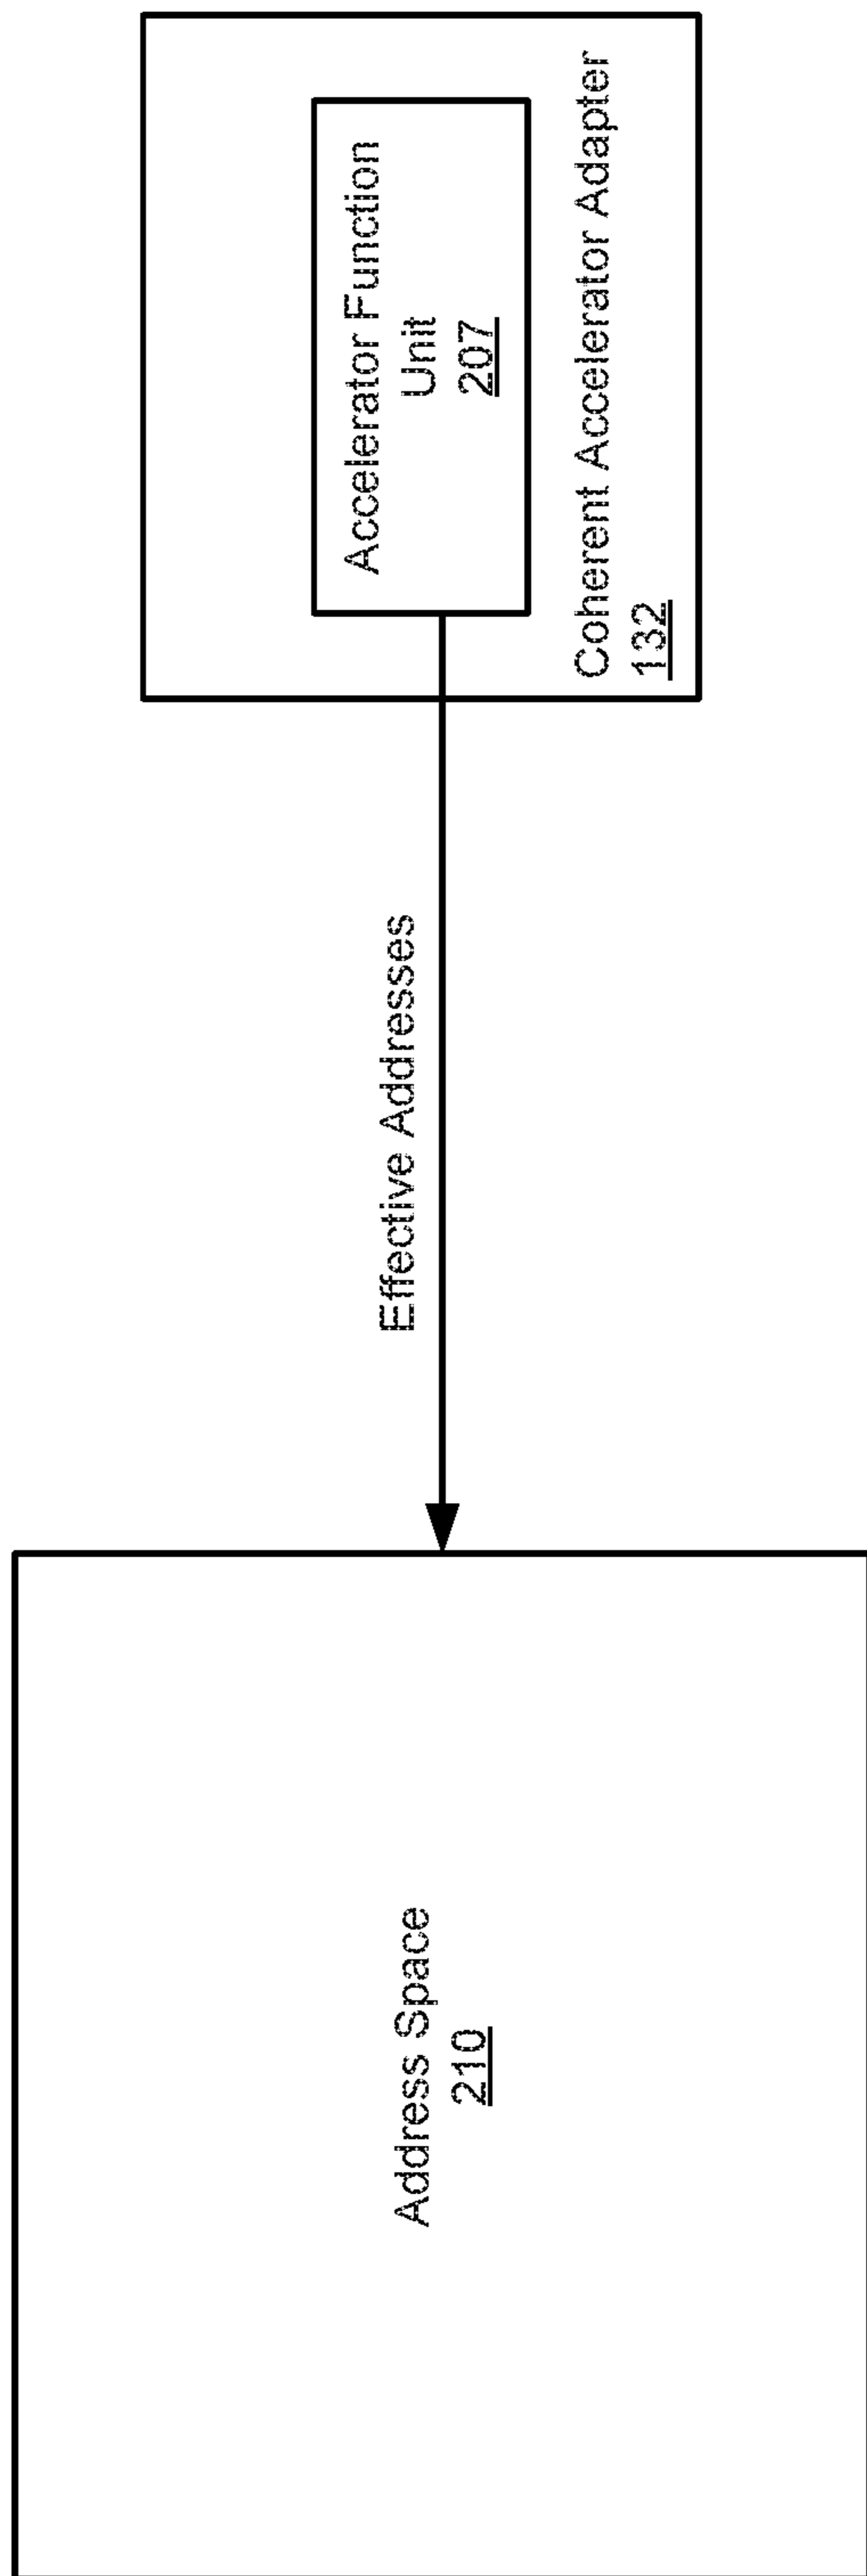 Address Space
210
Effective Addresses
Accelerator Function
Unit
207
Coherent Accelerator Adapter
132